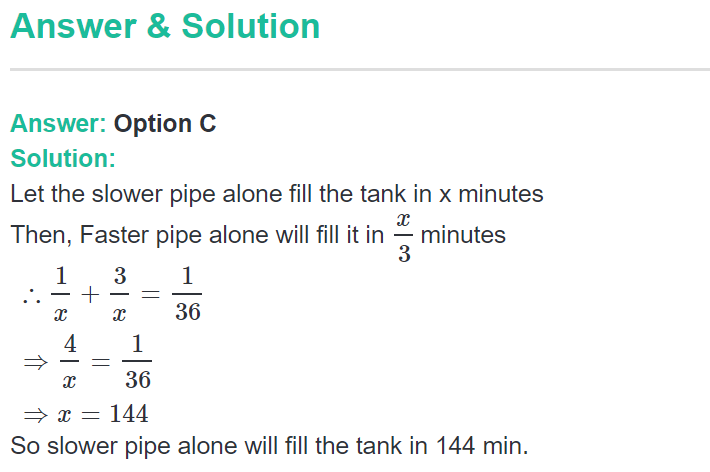 Answer & Solution
Answer: Option C
Solution:
Let the slower pipe alone fill the tank in x minutes
Then, Faster pipe alone will fill it in x/3 minutes
∴ 1/x + 3/x = 1/36
⇒ 4/x = 1/36
⇒ x = 144
So slower pipe alone will fill the tank in 144 min.